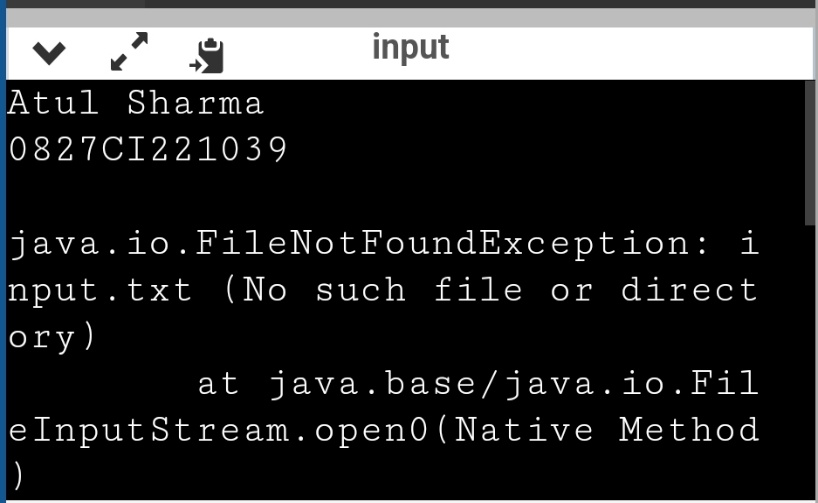 input
Atul Sharma
0827CI221039
java.io.FileNotFoundException: i
nput.txt (No such file or direct
ory)
at java.base/java.io.Fil
eInputStream.open0(Native Method
)